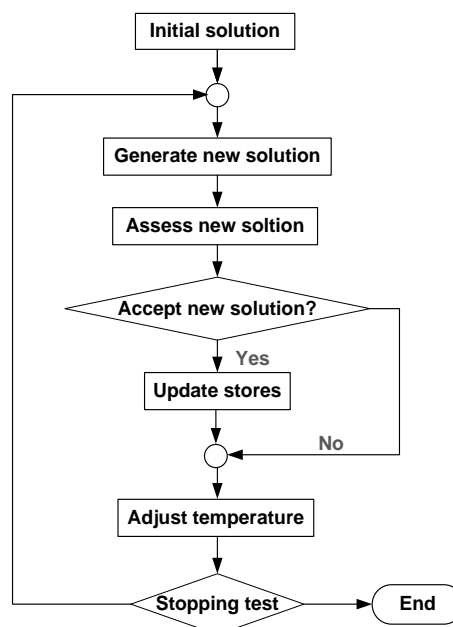 Initial solution
Generate new solution
Assess new soltion
Accept new solution?
Yes
Update stores
No
Adjust temperature
Stopping test
End